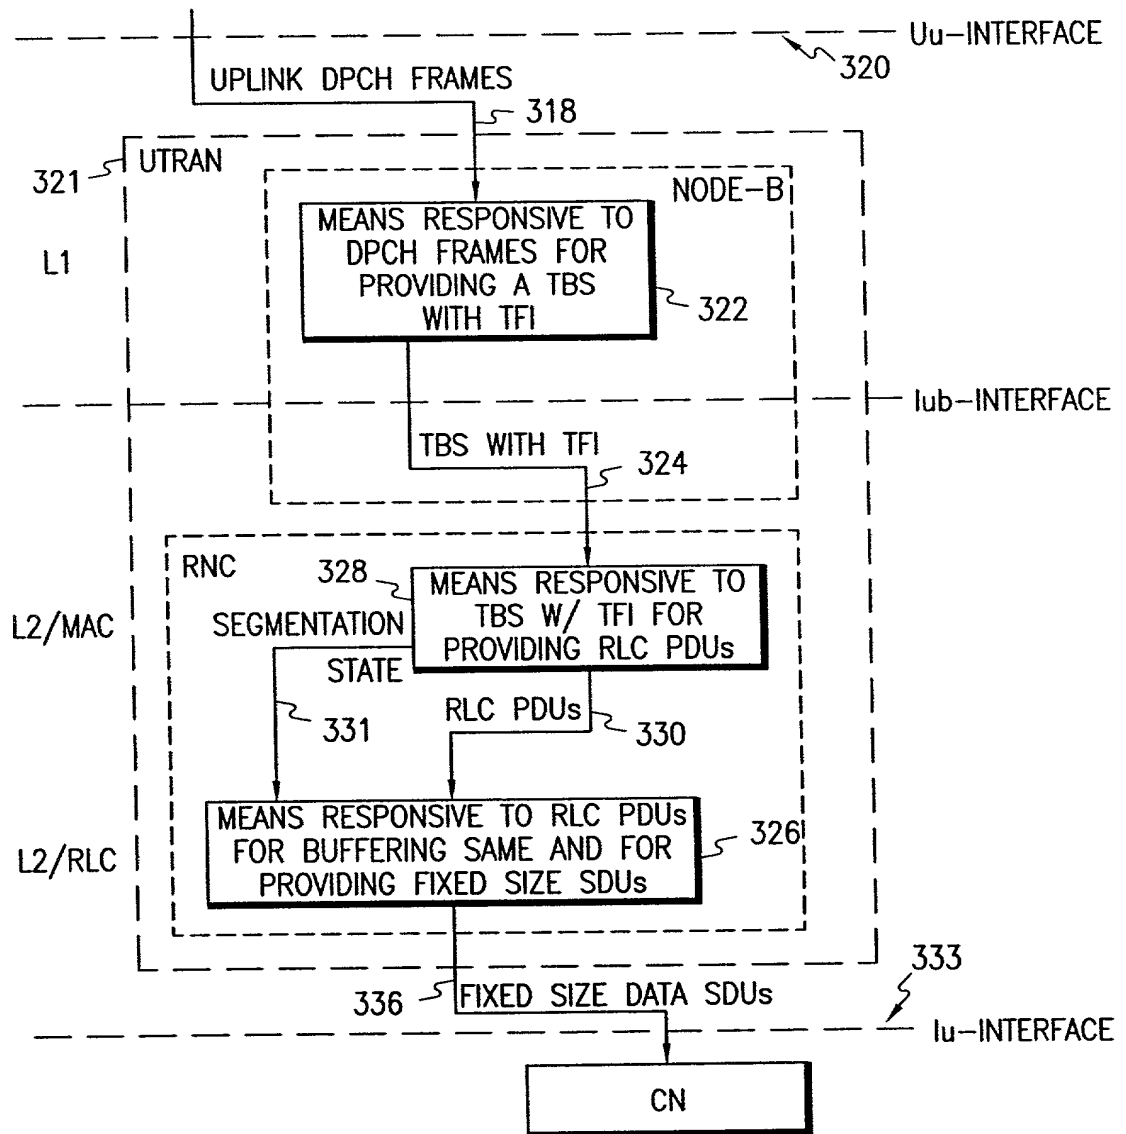 Uu-INTERFACE
320
UPLINK DPCH FRAMES
318
321
UTRAN
NODE-B
L1
MEANS RESPONSIVE TO
DPCH FRAMES FOR
PROVIDING A TBS
WITH TFI
322
Iub-INTERFACE
TBS WITH TFI
324
RNC
328
L2/MAC
MEANS RESPONSIVE TO
TBS W/ TFI FOR
PROVIDING RLC PDUs
SEGMENTATION
STATE
331
RLC PDUs
330
L2/RLC
MEANS RESPONSIVE TO RLC PDUs
FOR BUFFERING SAME AND FOR
PROVIDING FIXED SIZE SDUs
326
336
FIXED SIZE DATA SDUs
333
Iu-INTERFACE
CN